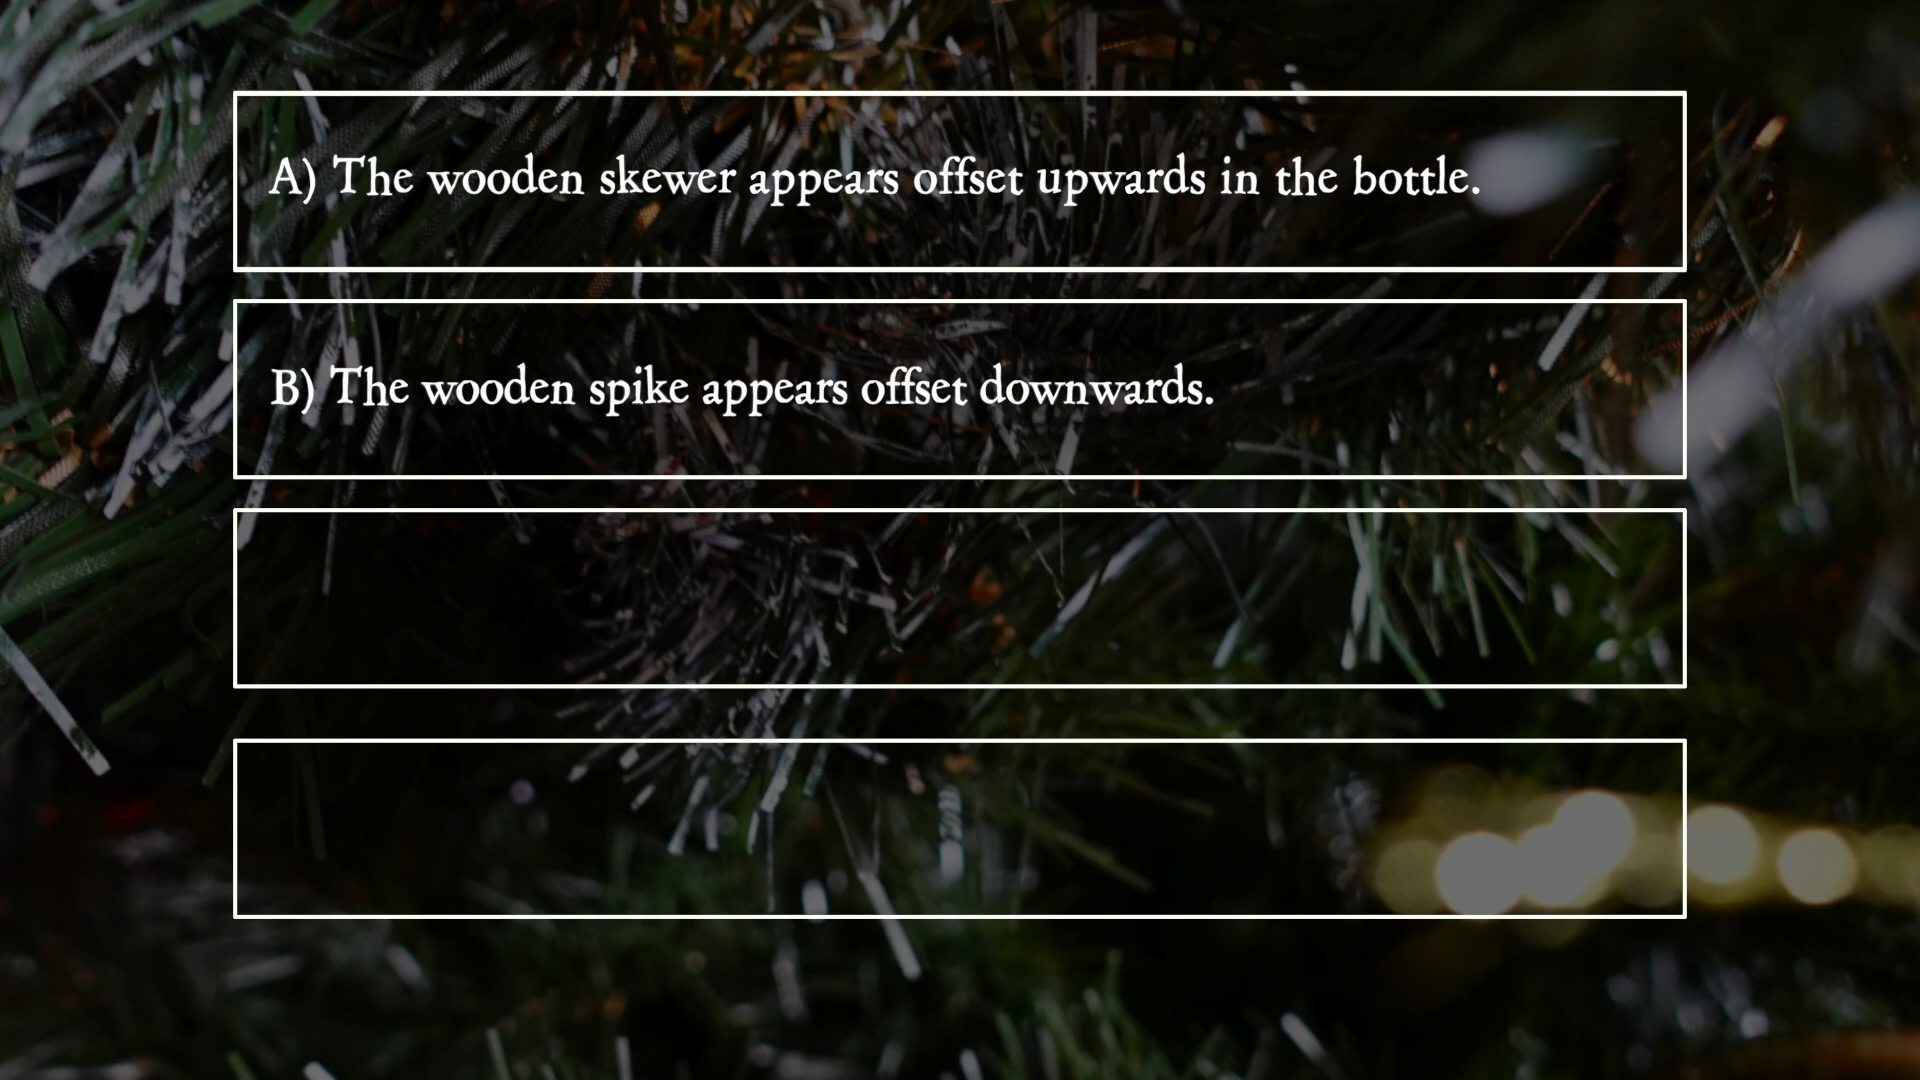 A) The wooden skewer appears offset upwards in the bottle.
B) The wooden spike appears offset downwards.